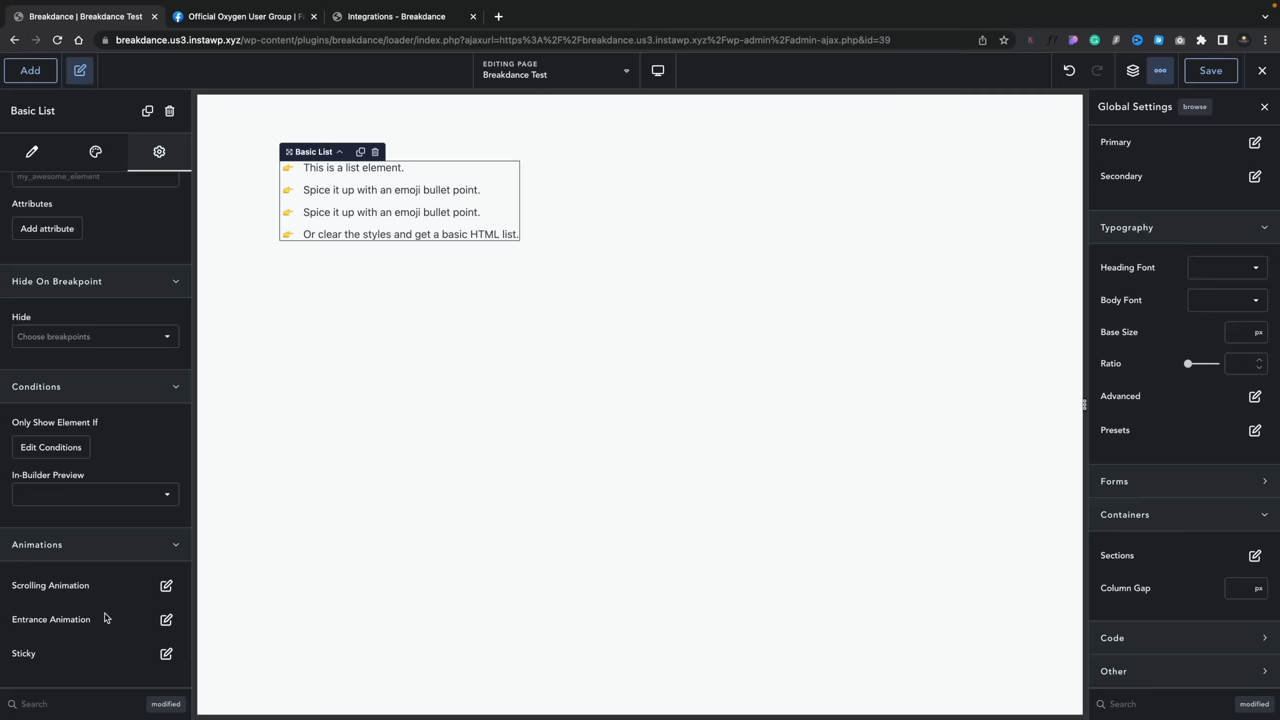 Breakdance | Breakdance Test
Official Oxygen User Group | F
Integrations – Breakdance
breakdance.us3.instawp.xyz/wp-content/plugins/breakdance/loader/index.php?ajaxurl=https%3A%2F%2Fbreakdance.us3.instawp.xyz%2Fwp-admin%2Fadmin-ajax.php&id=39
Add
EDITING PAGE
Breakdance Test
Save
Basic List
my_awesome_element
Attributes
Add attribute
Hide On Breakpoint
Hide
Choose breakpoints
Conditions
Only Show Element If
Edit Conditions
In-Builder Preview
Animations
Scrolling Animation
Entrance Animation
Sticky
Search
modified
Basic List
This is a list element.
Spice it up with an emoji bullet point.
Spice it up with an emoji bullet point.
Or clear the styles and get a basic HTML list.
Global Settings
browse
Primary
Secondary
Typography
Heading Font
Body Font
Base Size
px
Ratio
Advanced
Presets
Forms
Containers
Sections
Column Gap
px
Code
Other
Search
modified